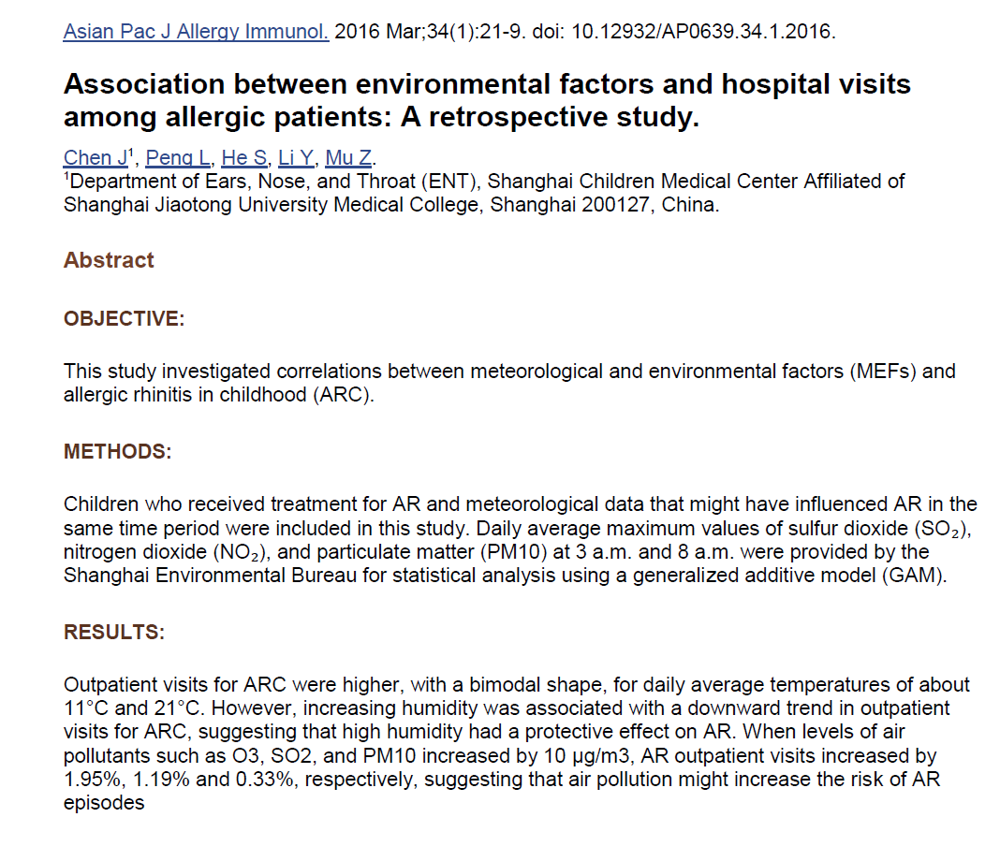 Asian Pac J Allergy Immunol. 2016 Mar;34(1):21-9. doi: 10.12932/AP0639.34.1.2016.
Association between environmental factors and hospital visits
among allergic patients: A retrospective study.
Chen J¹, Peng L, He S, Li Y, Mu Z.
¹Department of Ears, Nose, and Throat (ENT), Shanghai Children Medical Center Affiliated of
Shanghai Jiaotong University Medical College, Shanghai 200127, China.
Abstract
OBJECTIVE:
This study investigated correlations between meteorological and environmental factors (MEFs) and
allergic rhinitis in childhood (ARC).
METHODS:
Children who received treatment for AR and meteorological data that might have influenced AR in the
same time period were included in this study. Daily average maximum values of sulfur dioxide (SO₂),
nitrogen dioxide (NO₂), and particulate matter (PM10) at 3 a.m. and 8 a.m. were provided by the
Shanghai Environmental Bureau for statistical analysis using a generalized additive model (GAM).
RESULTS:
Outpatient visits for ARC were higher, with a bimodal shape, for daily average temperatures of about
11°C and 21°C. However, increasing humidity was associated with a downward trend in outpatient
visits for ARC, suggesting that high humidity had a protective effect on AR. When levels of air
pollutants such as O3, SO2, and PM10 increased by 10 µg/m3, AR outpatient visits increased by
1.95%, 1.19% and 0.33%, respectively, suggesting that air pollution might increase the risk of AR
episodes